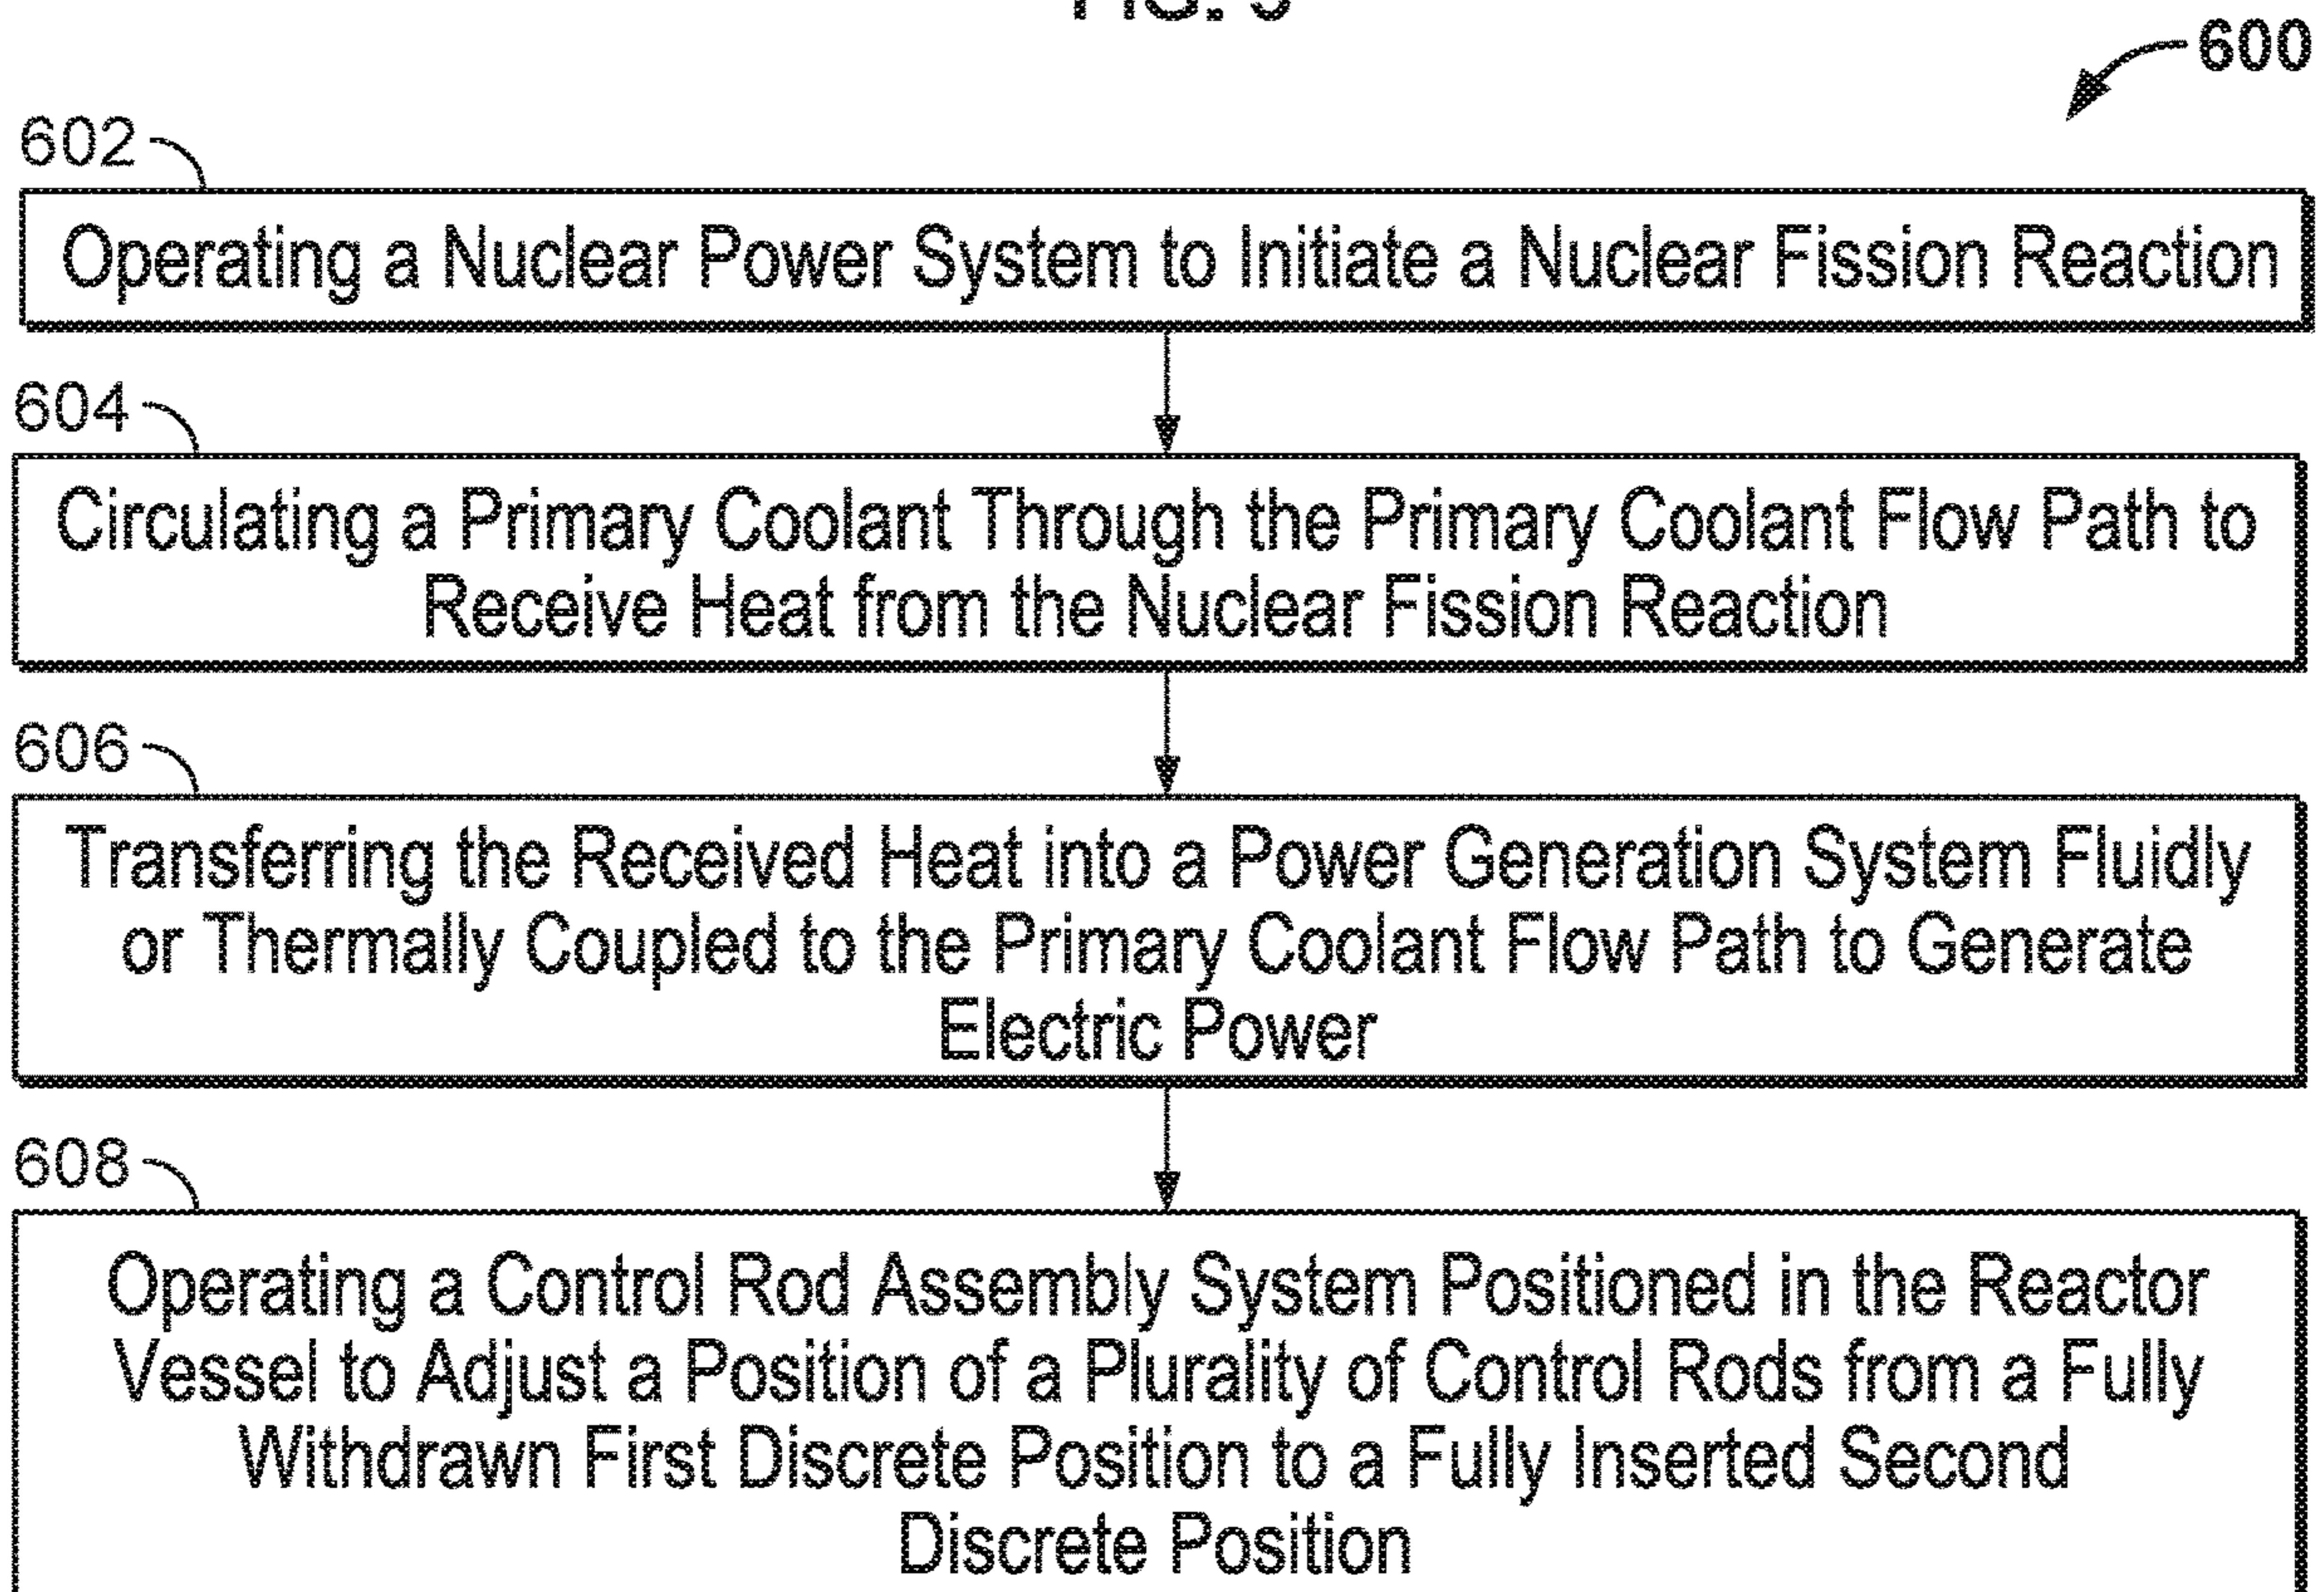 600
602
Operating a Nuclear Power System to Initiate a Nuclear Fission Reaction
604
Circulating a Primary Coolant Through the Primary Coolant Flow Path to
Receive Heat from the Nuclear Fission Reaction
606
Transferring the Received Heat into a Power Generation System Fluidly
or Thermally Coupled to the Primary Coolant Flow Path to Generate
Electric Power
608
Operating a Control Rod Assembly System Positioned in the Reactor
Vessel to Adjust a Position of a Plurality of Control Rods from a Fully
Withdrawn First Discrete Position to a Fully Inserted Second
Discrete Position